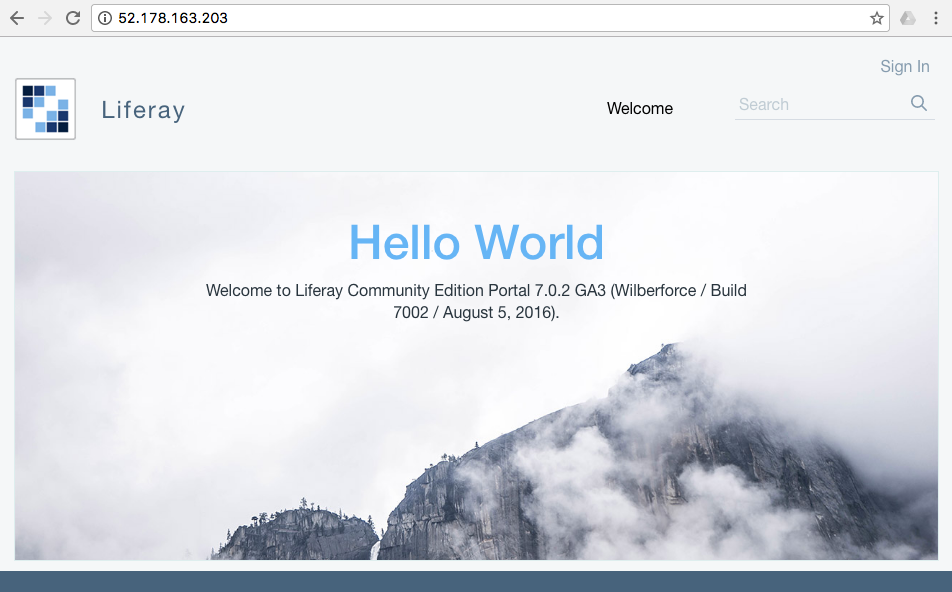 52.178.163.203
Sign In
Liferay
Welcome
Search
Hello World
Welcome to Liferay Community Edition Portal 7.0.2 GA3 (Wilberforce / Build
7002 / August 5, 2016).